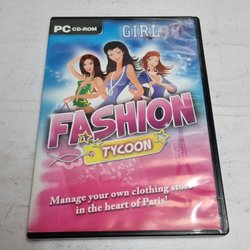 PC CD-ROM
GIRL
FASHION
TYCOON
Manage your own clothing store
in the heart of Paris!